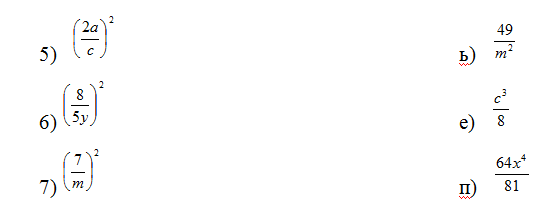 5) (2a/c)² ь) 49/m²
6) (8/5y)² е) c³/8
7) (7/m)² п) 64x⁴/81